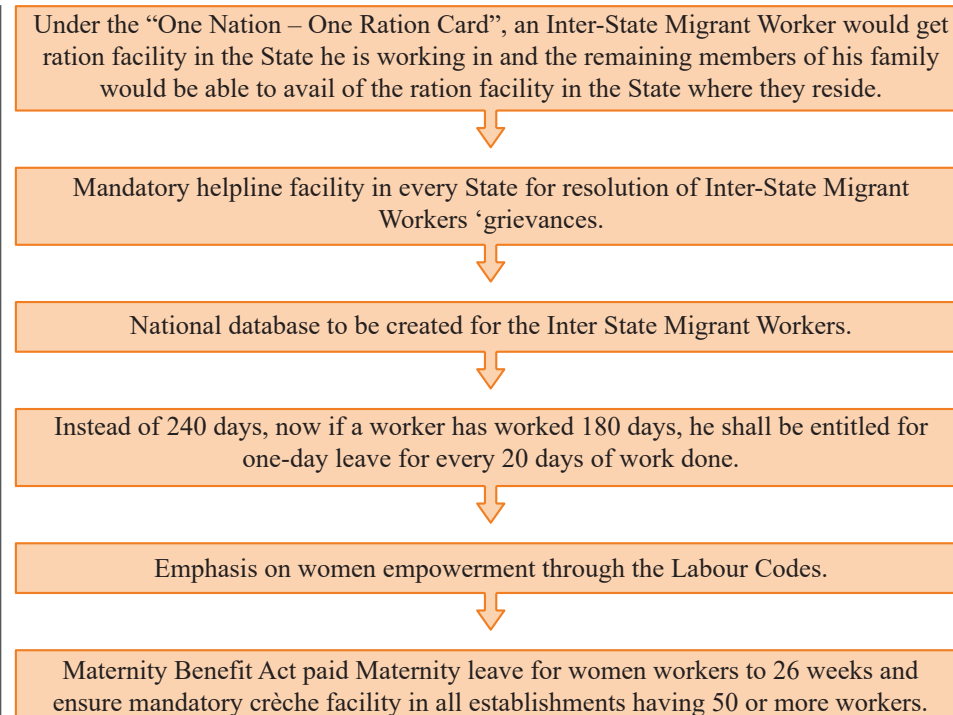 Under the “One Nation – One Ration Card”, an Inter-State Migrant Worker would get
ration facility in the State he is working in and the remaining members of his family
would be able to avail of the ration facility in the State where they reside.
Mandatory helpline facility in every State for resolution of Inter-State Migrant
Workers ‘grievances.
National database to be created for the Inter State Migrant Workers.
Instead of 240 days, now if a worker has worked 180 days, he shall be entitled for
one-day leave for every 20 days of work done.
Emphasis on women empowerment through the Labour Codes.
Maternity Benefit Act paid Maternity leave for women workers to 26 weeks and
ensure mandatory crèche facility in all establishments having 50 or more workers.